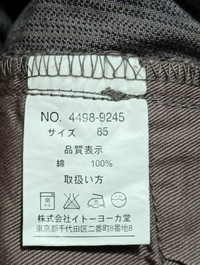 NO. 4498-9245
サイズ 85
品質表示
綿 100%
取扱い方
株式会社イトーヨーカ堂
東京都千代田区二番町8番地8